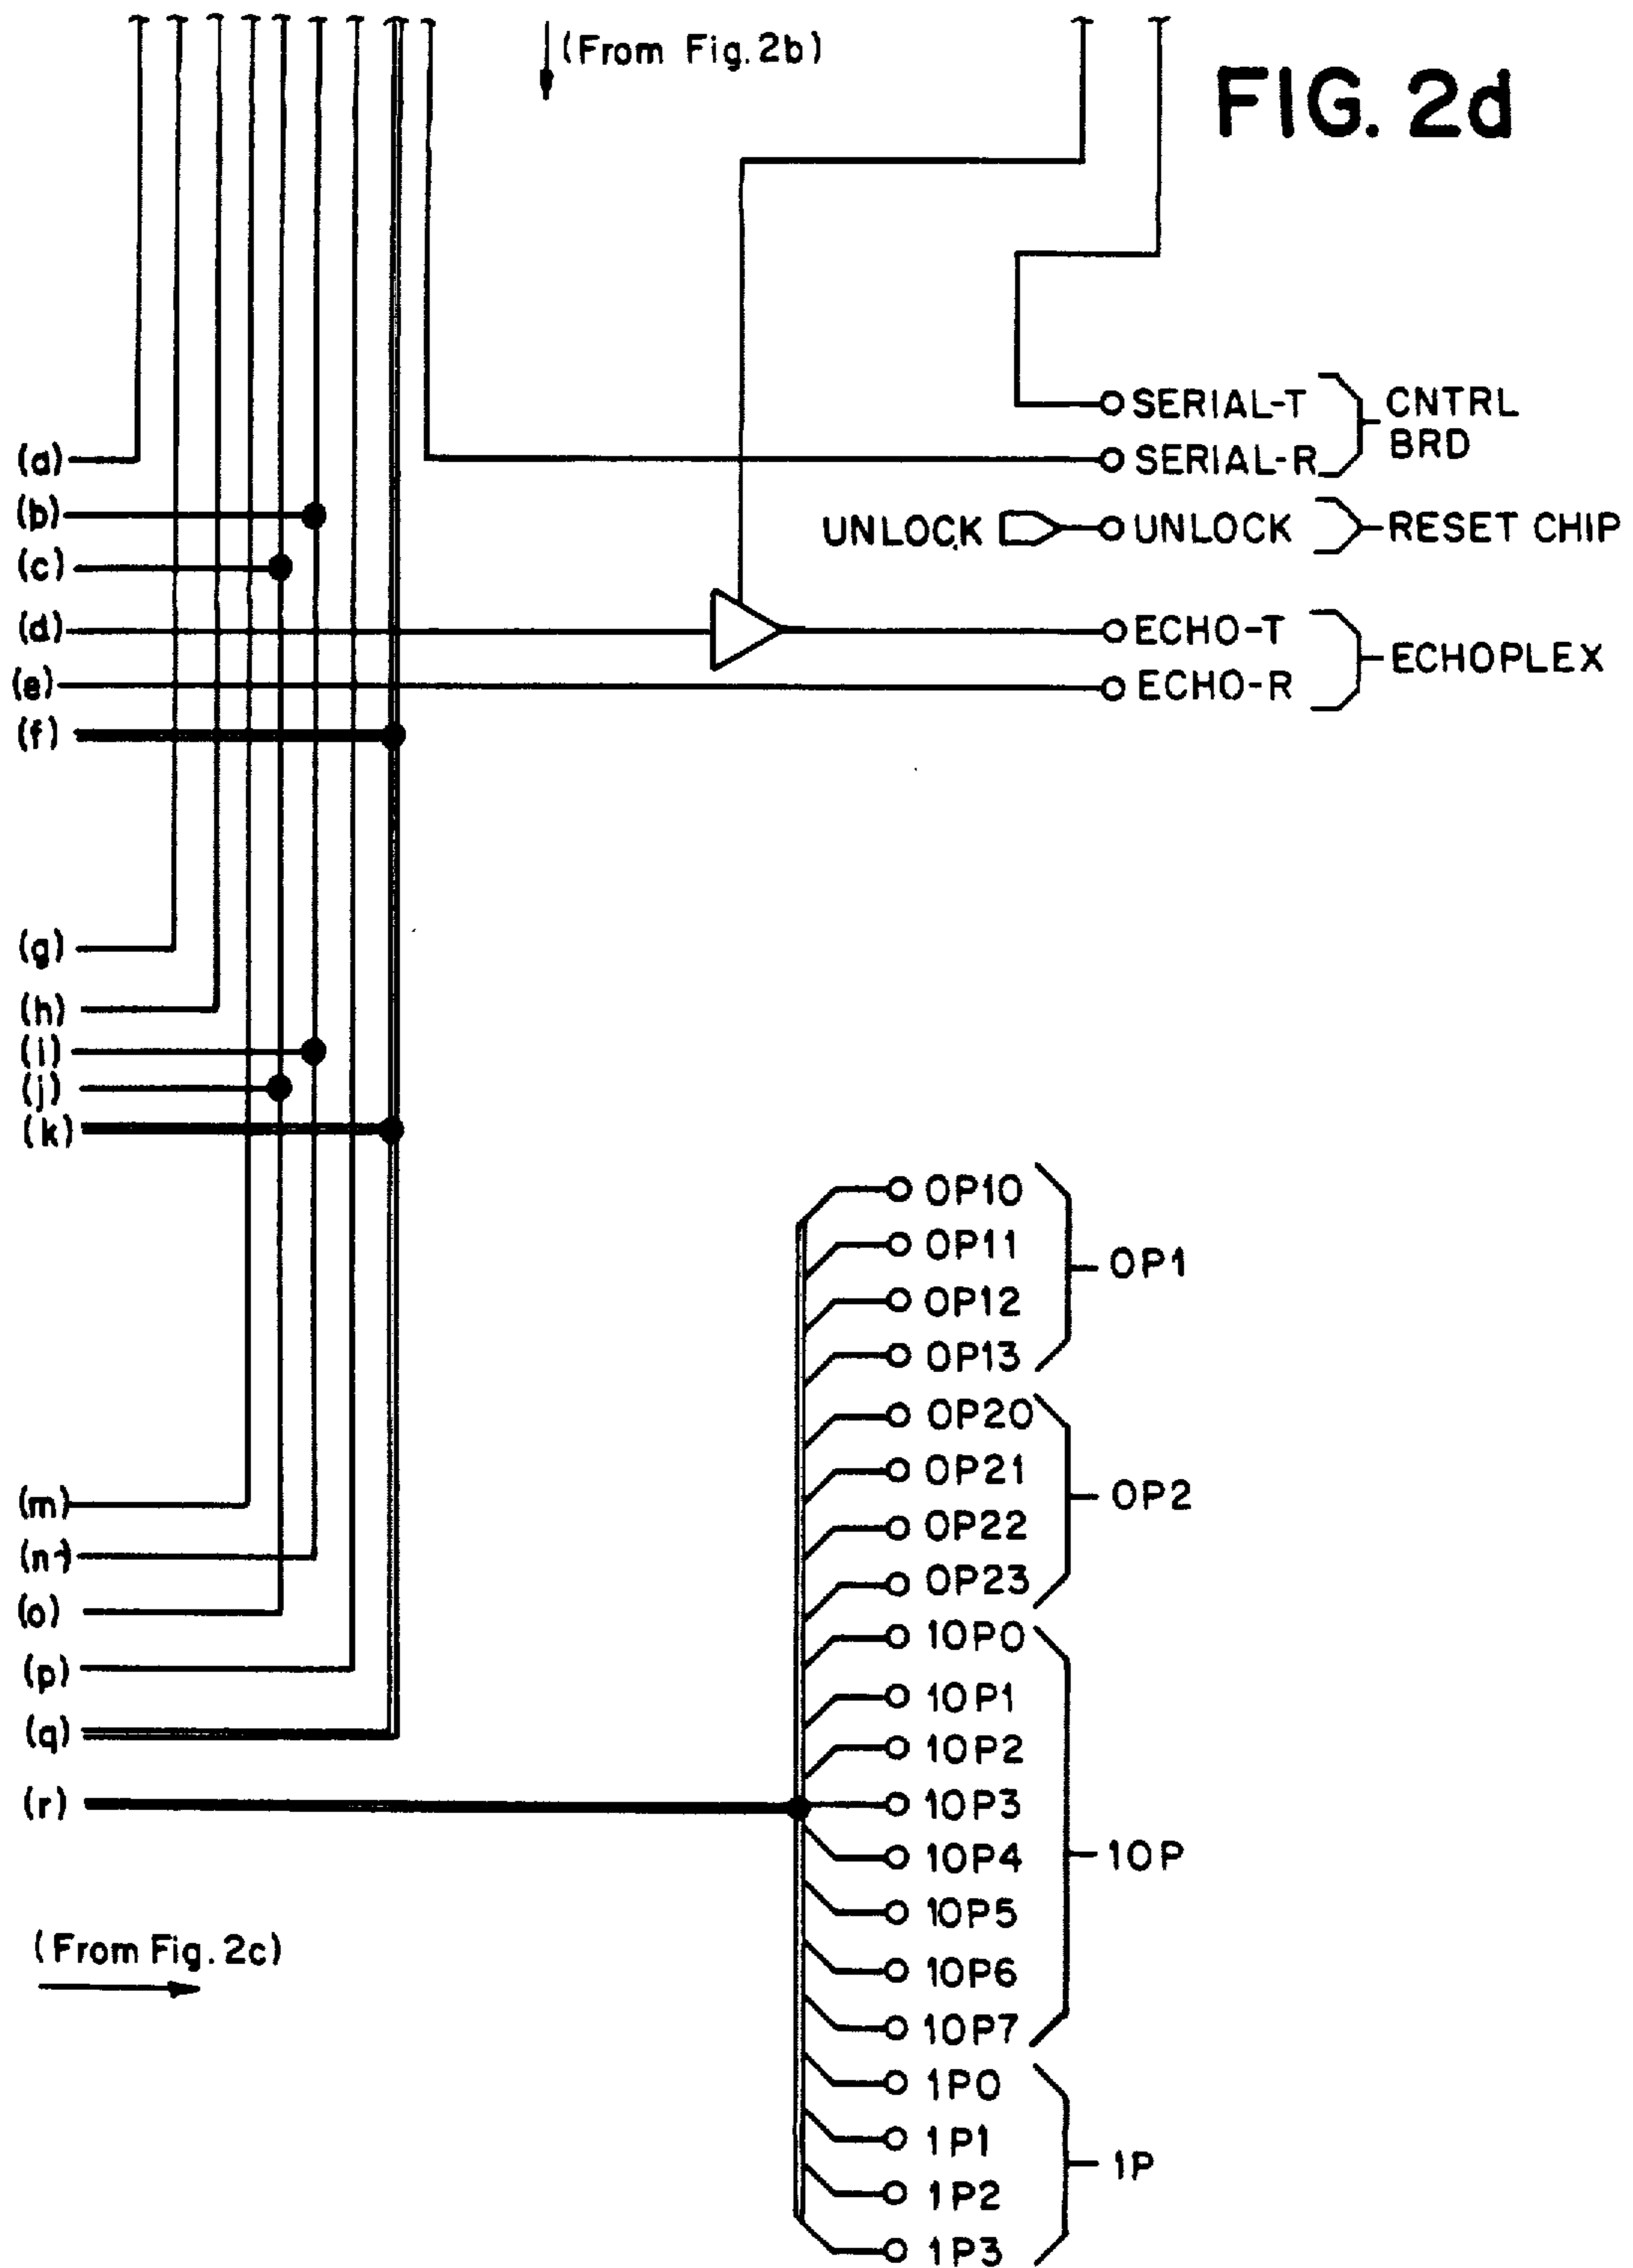 (From Fig. 2b)
FIG. 2d
SERIAL-T
CNTRL
BRD
(a)
SERIAL-R
(b)
UNLOCK
UNLOCK
RESET CHIP
(c)
(d)
ECHO-T
ECHOPLEX
(e)
ECHO-R
(f)
(g)
(h)
(i)
(j)
(k)
OP10
OP11
OP1
OP12
OP13
OP20
OP21
OP2
(m)
OP22
(n)
OP23
(o)
10P0
(p)
10P1
(q)
10P2
(r)
10P3
10P4
10P
10P5
(From Fig. 2c)
10P6
10P7
1P0
1P1
1P
1P2
1P3